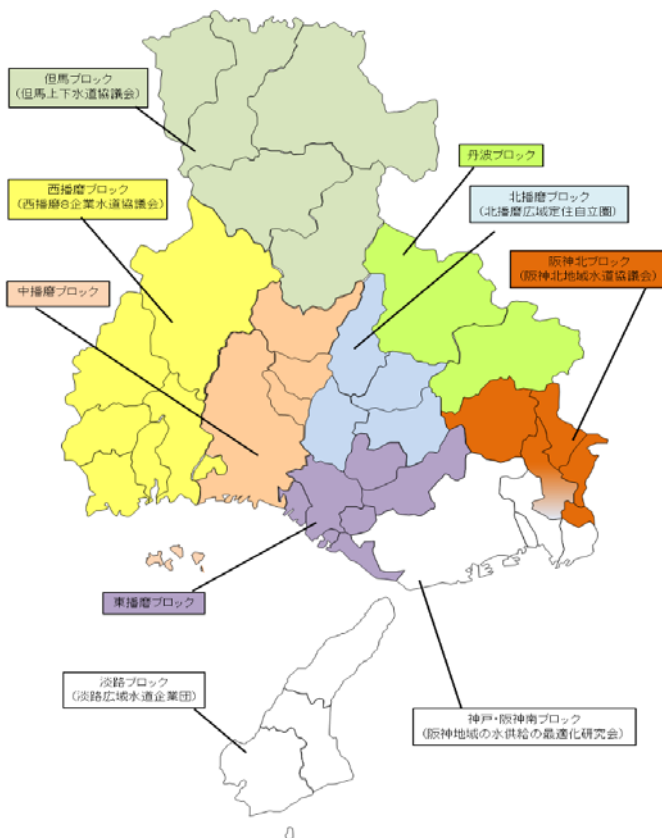 但馬ブロック
(但馬上下水道協議会)
丹波ブロック
西播磨ブロック
(西播磨8企業水道協議会)
北播磨ブロック
(北播磨広域定住自立圏)
阪神北ブロック
(阪神北地域水道協議会)
中播磨ブロック
東播磨ブロック
淡路ブロック
(淡路広域水道企業団)
神戸・阪神南ブロック
(阪神地域の水供給の最適化研究会)